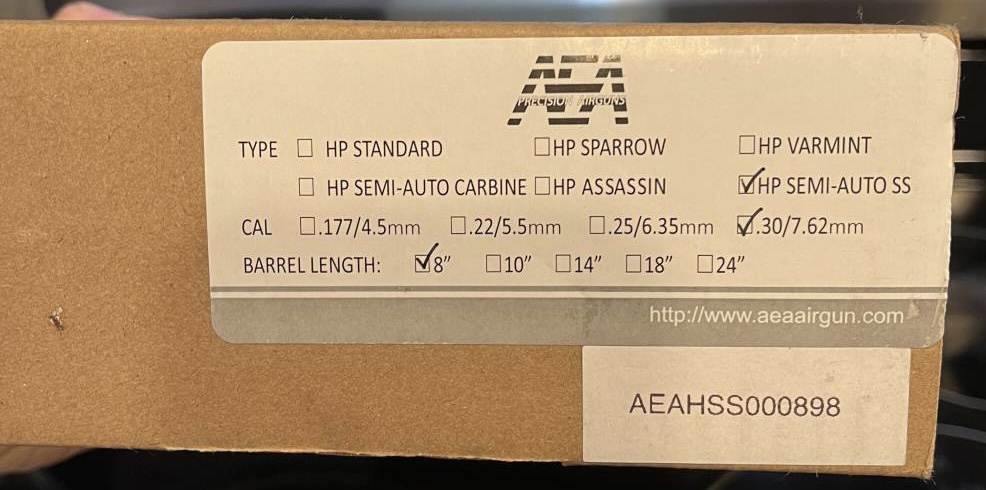 AEA
PRECISION AIRGUNS
TYPE ☐ HP STANDARD ☐HP SPARROW ☐HP VARMINT
☐ HP SEMI-AUTO CARBINE ☐HP ASSASSIN ☑HP SEMI-AUTO SS
CAL ☐.177/4.5mm ☐.22/5.5mm ☐.25/6.35mm ☑.30/7.62mm
BARREL LENGTH: ☑8” ☐10” ☐14” ☐18” ☐24”
http://www.aeaairgun.com
AEAHSS000898